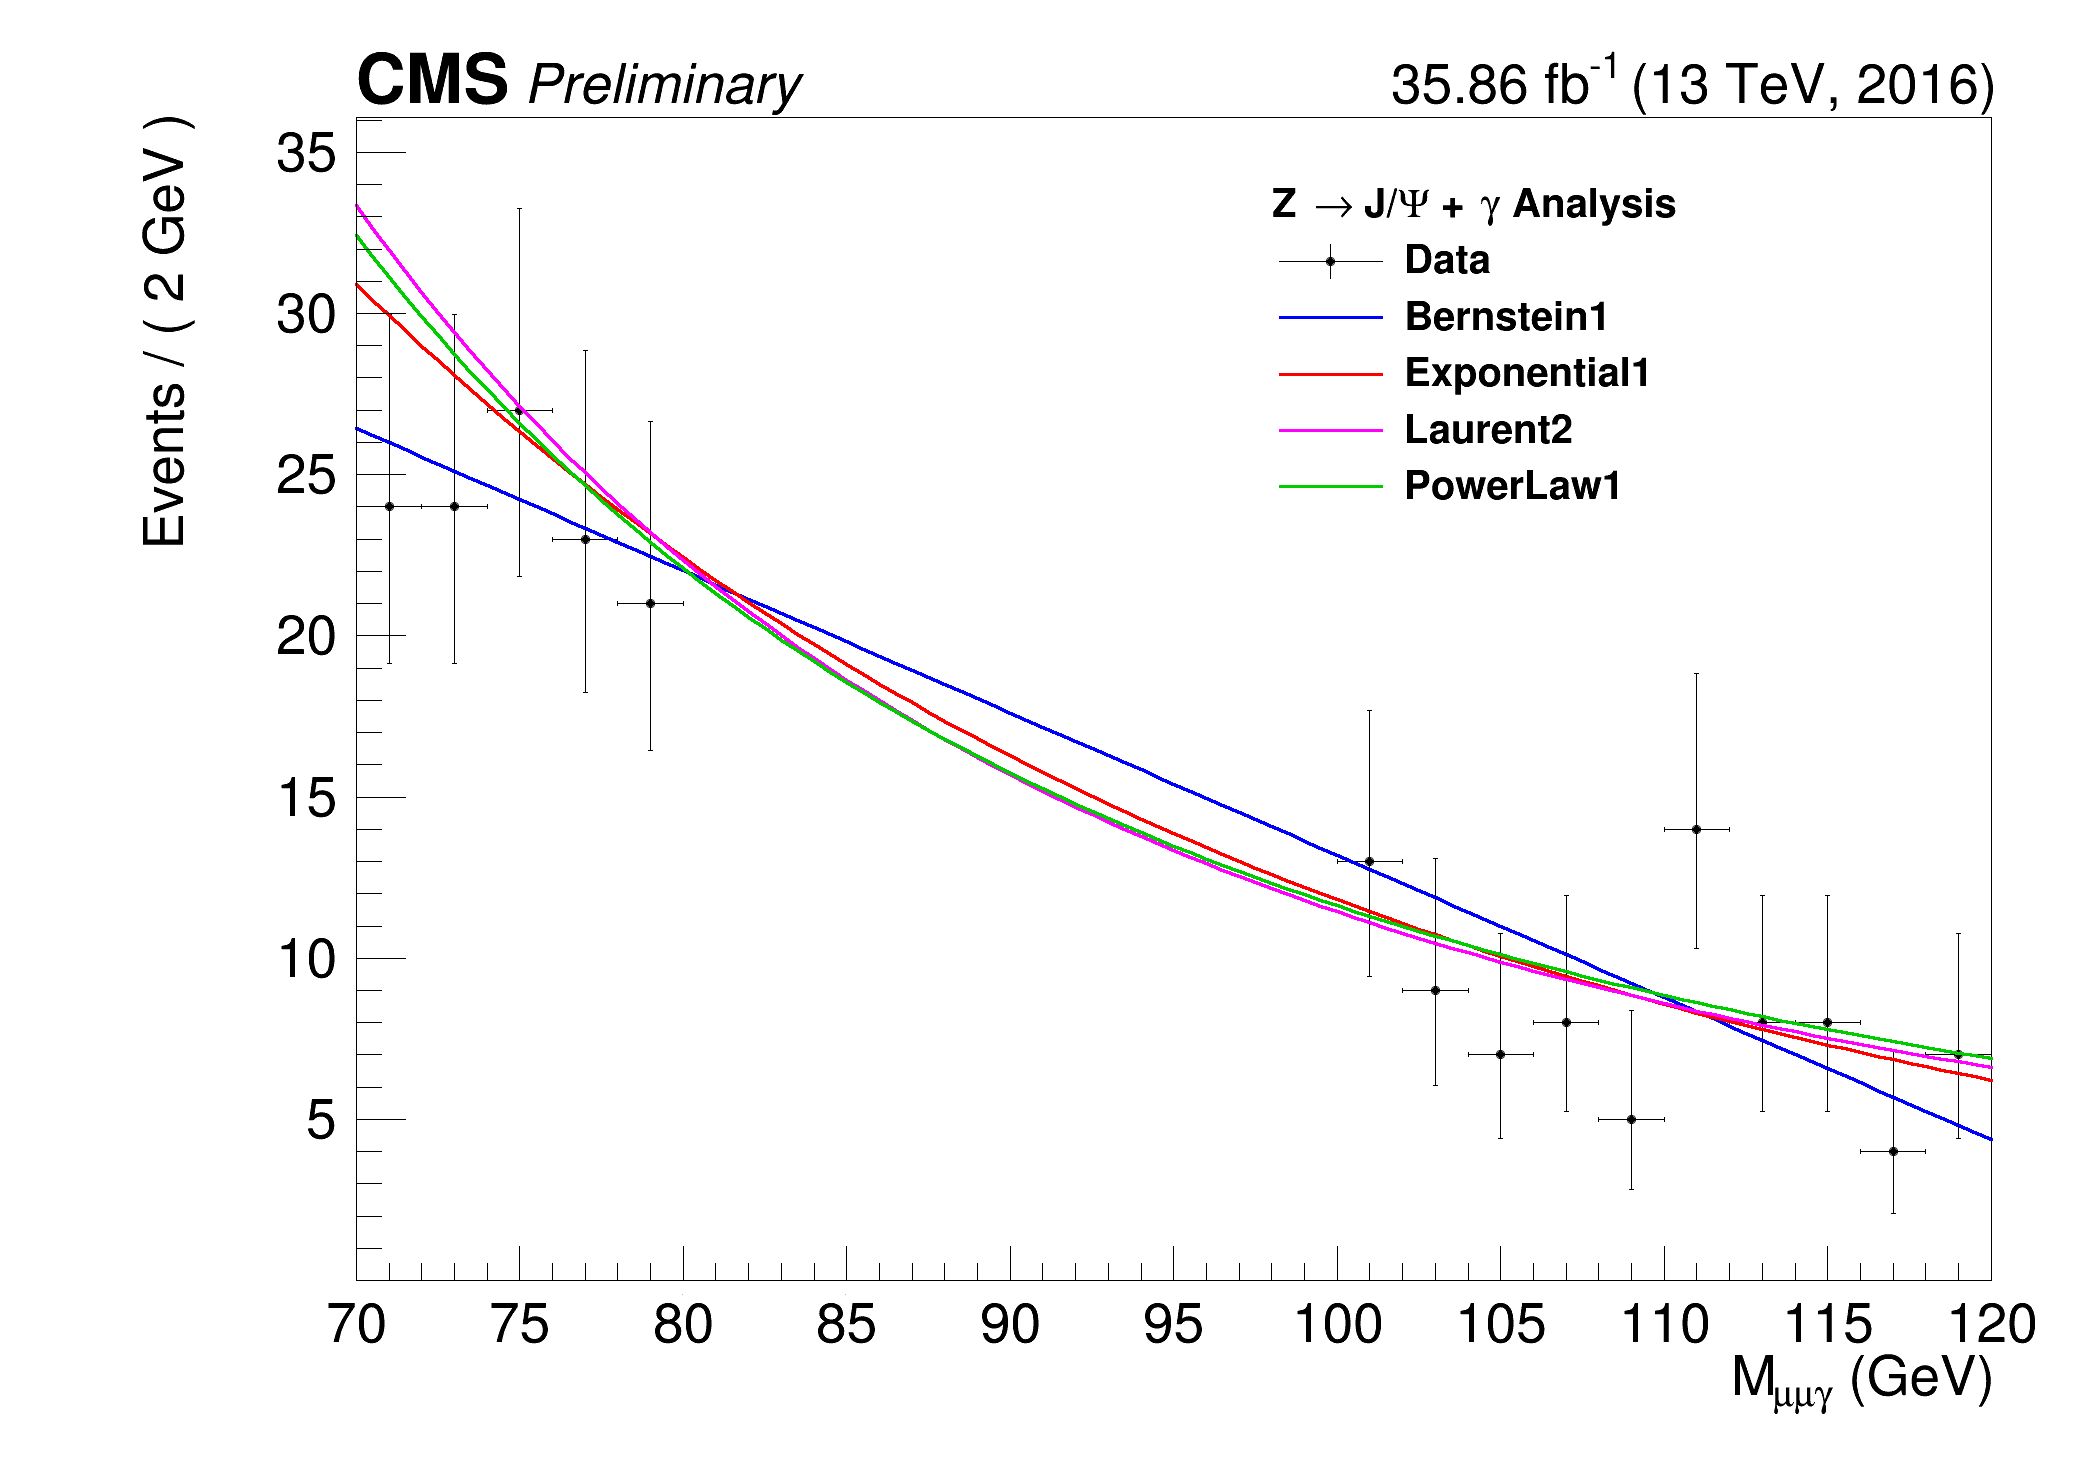 CMS Preliminary 35.86 fb⁻¹ (13 TeV, 2016)
Events / ( 2 GeV )
35
30
25
20
15
10
5
Z → J/Ψ + γ Analysis
Data
Bernstein1
Exponential1
Laurent2
PowerLaw1
70 75 80 85 90 95 100 105 110 115 120
M_μμγ (GeV)